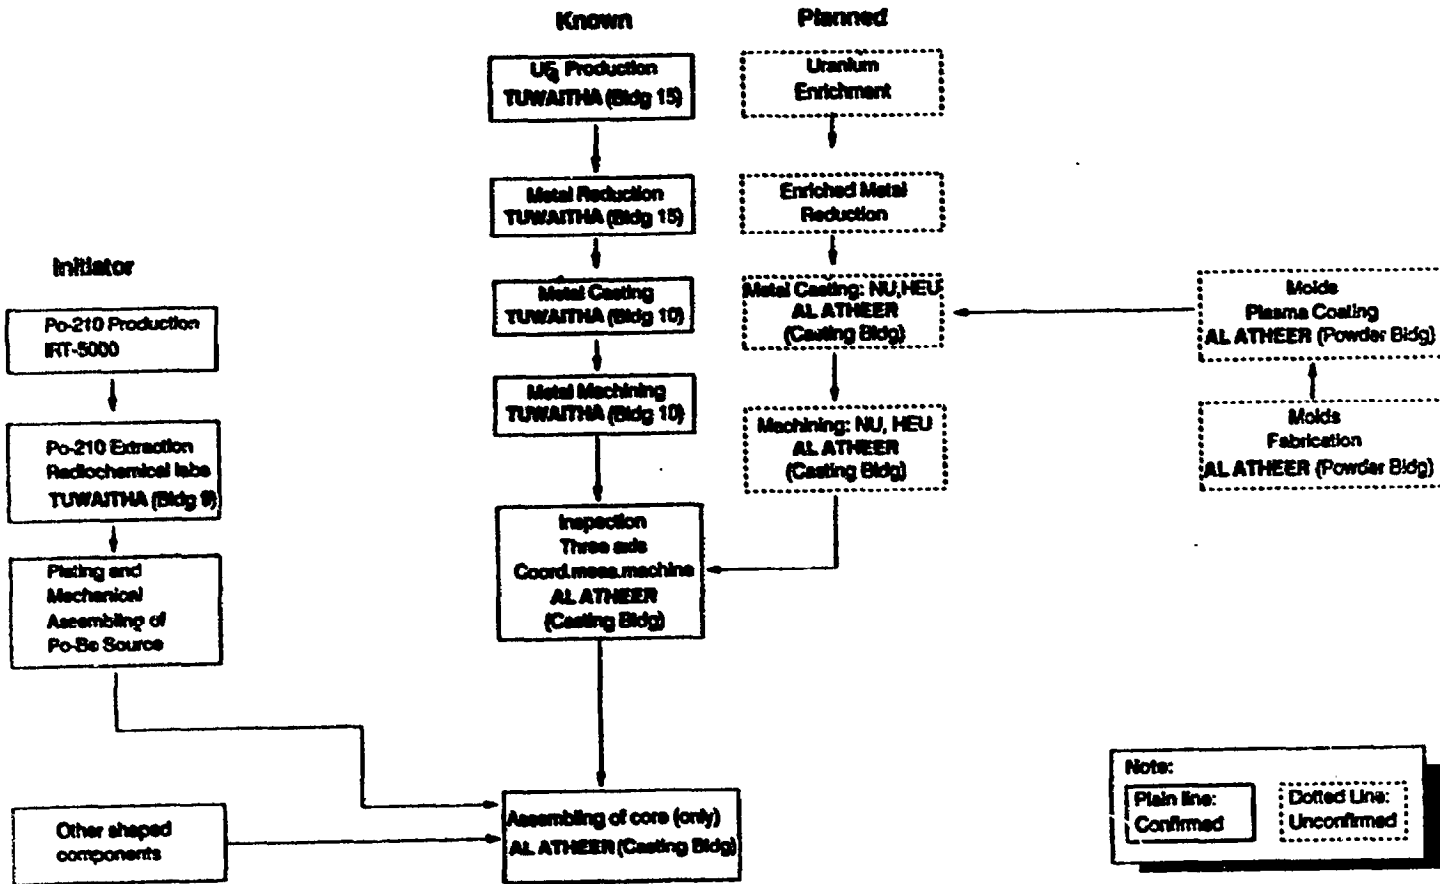 Known
Planned
UF4 Production
TUWAITHA (Bldg 15)
Uranium
Enrichment
Metal Reduction
TUWAITHA (Bldg 15)
Enriched Metal
Reduction
Initiator
Po-210 Production
IRT-5000
Metal Casting
TUWAITHA (Bldg 10)
Metal Casting: NU,HEU
AL ATHEER
(Casting Bldg)
Molds
Plasma Coating
AL ATHEER (Powder Bldg)
Metal Machining
TUWAITHA (Bldg 10)
Machining: NU, HEU
AL ATHEER
(Casting Bldg)
Molds
Fabrication
AL ATHEER (Powder Bldg)
Po-210 Extraction
Radiochemical labs
TUWAITHA (Bldg 9)
Inspection
Three axis
Coord.meas.machine
AL ATHEER
(Casting Bldg)
Plating and
Mechanical
Assembling of
Po-Be Source
Other shaped
components
Assembling of core (only)
AL ATHEER (Casting Bldg)
Note:
Plain line:
Confirmed
Dotted Line:
Unconfirmed